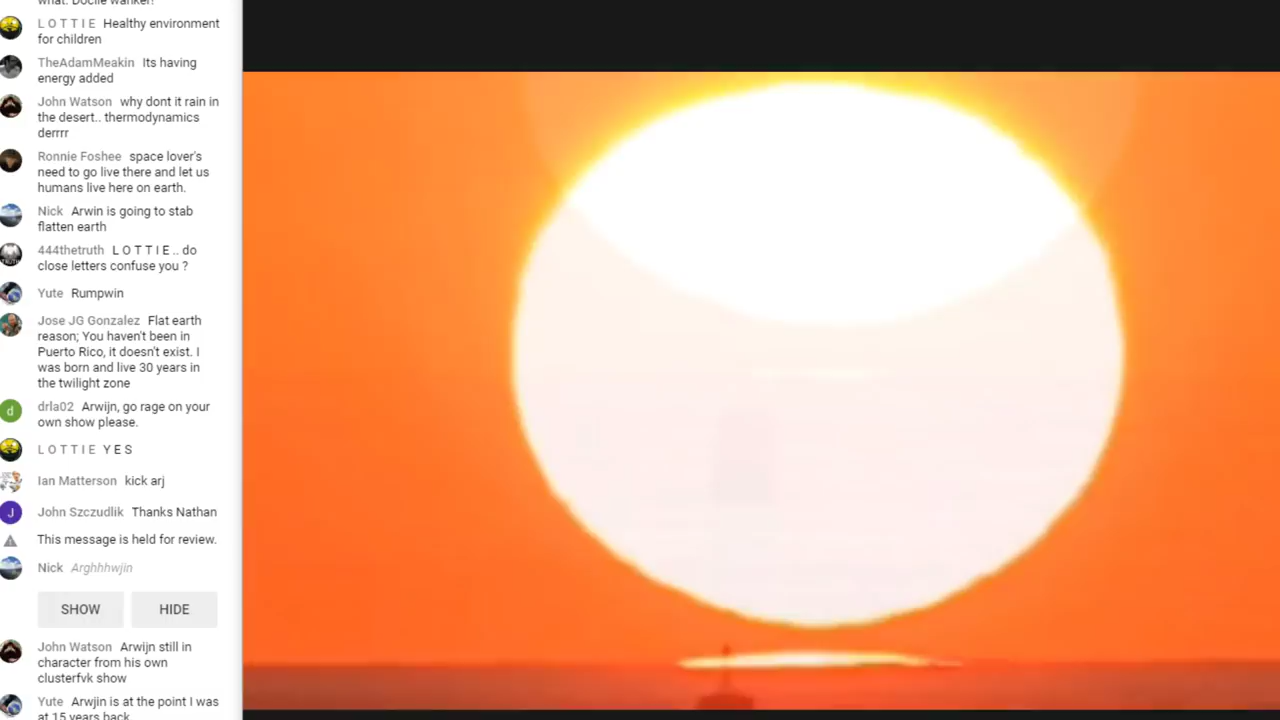 what. Docile wanker!
L O T T I E Healthy environment
for children
TheAdamMeakin Its having
energy added
John Watson why dont it rain in
the desert.. thermodynamics
derrrr
Ronnie Foshee space lover's
need to go live there and let us
humans live here on earth.
Nick Arwin is going to stab
flatten earth
444thetruth L O T T I E .. do
close letters confuse you ?
Yute Rumpwin
Jose JG Gonzalez Flat earth
reason; You haven't been in
Puerto Rico, it doesn't exist. I
was born and live 30 years in
the twilight zone
d
drla02 Arwijn, go rage on your
own show please.
L O T T I E Y E S
Ian Matterson kick arj
J
John Szczudlik Thanks Nathan
This message is held for review.
Nick Arghhhwjin
SHOW HIDE
John Watson Arwijn still in
character from his own
clusterfvk show
Yute Arwjin is at the point I was
at 15 years back